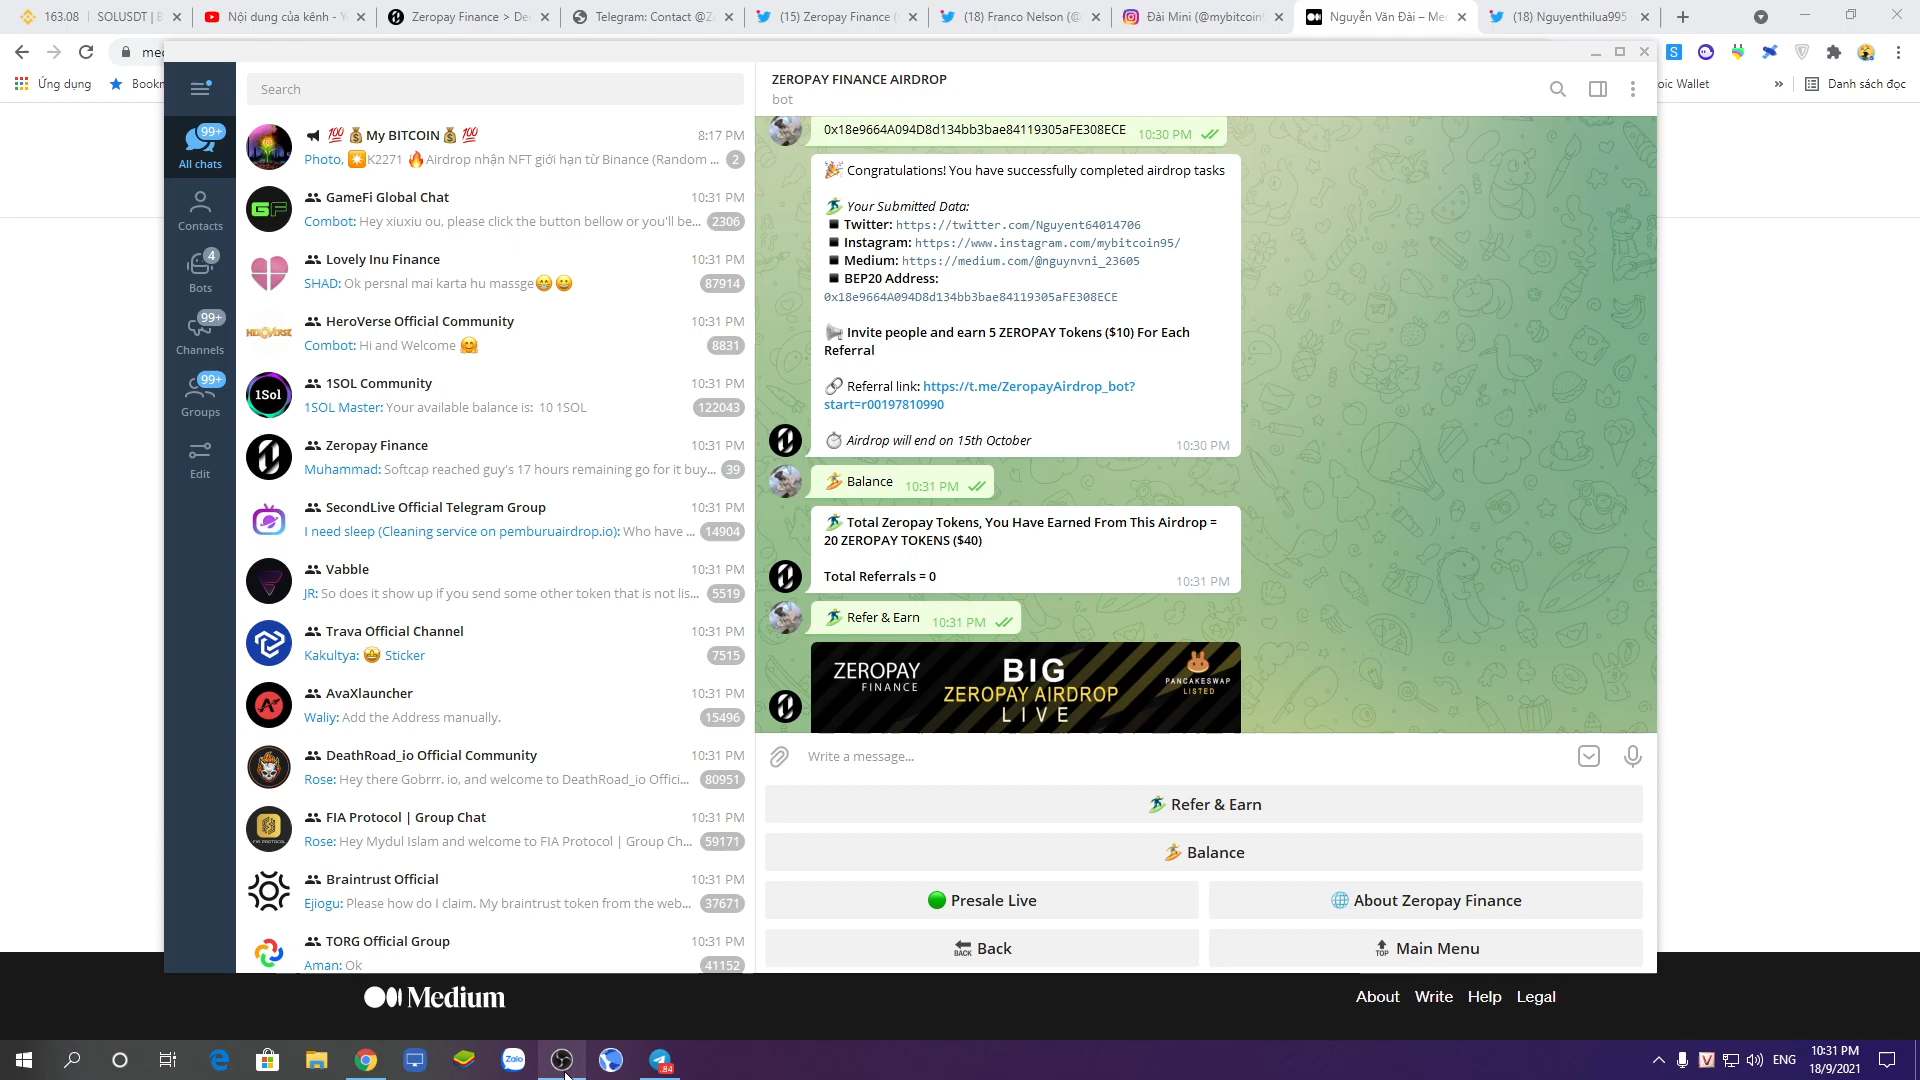 163.08 | SOLUSDT | B
Nội dung của kênh - Y
Zeropay Finance > De
Telegram: Contact @Z
(15) Zeropay Finance (
(18) Franco Nelson (@
Đài Mini (@mybitcoin
Nguyễn Văn Đài – Me
(18) Nguyenthilua995
med
Ứng dụng
Bookm
oic Wallet
»
Danh sách đọc
Search
ZEROPAY FINANCE AIRDROP
bot
99+
All chats
Contacts
4
Bots
99+
Channels
99+
Groups
Edit
💯💰My BITCOIN💰💯
8:17 PM
Photo, 💥K2271 🔥Airdrop nhận NFT giới hạn từ Binance (Random ...
2
GameFi Global Chat
10:31 PM
Combot: Hey xiuxiu ou, please click the button bellow or you'll be...
2306
Lovely Inu Finance
10:31 PM
SHAD: Ok persnal mai karta hu massge😁😀
87914
HeroVerse Official Community
10:31 PM
Combot: Hi and Welcome 🤗
8831
1SOL Community
10:31 PM
1SOL Master: Your available balance is: 10 1SOL
122043
Zeropay Finance
10:31 PM
Muhammad: Softcap reached guy's 17 hours remaining go for it buy...
39
SecondLive Official Telegram Group
10:31 PM
I need sleep (Cleaning service on pemburuairdrop.io): Who have ...
14904
Vabble
10:31 PM
JR: So does it show up if you send some other token that is not lis...
5519
Trava Official Channel
10:31 PM
Kakultya: 🤩 Sticker
7515
AvaXlauncher
10:31 PM
Waliy: Add the Address manually.
15496
DeathRoad_io Official Community
10:31 PM
Rose: Hey there Gobrrr. io, and welcome to DeathRoad_io Offici...
80951
FIA Protocol | Group Chat
10:31 PM
Rose: Hey Mydul Islam and welcome to FIA Protocol | Group Ch...
59171
Braintrust Official
10:31 PM
Ejiogu: Please how do I claim. My braintrust token from the web...
37671
TORG Official Group
10:31 PM
Aman: Ok
41152
GF
HEROVERSE
1Sol
0x18e9664A094D8d134bb3bae84119305aFE308ECE
10:30 PM
🎉 Congratulations! You have successfully completed airdrop tasks
🏄 Your Submitted Data:
◾ Twitter: https://twitter.com/Nguyent64014706
◾ Instagram: https://www.instagram.com/mybitcoin95/
◾ Medium: https://medium.com/@nguynvni_23605
◾ BEP20 Address:
0x18e9664A094D8d134bb3bae84119305aFE308ECE
📢 Invite people and earn 5 ZEROPAY Tokens ($10) For Each
Referral
🔗 Referral link: https://t.me/ZeropayAirdrop_bot?
start=r00197810990
⏱ Airdrop will end on 15th October
10:30 PM
🏄 Balance
10:31 PM
🏄 Total Zeropay Tokens, You Have Earned From This Airdrop =
20 ZEROPAY TOKENS ($40)
Total Referrals = 0
10:31 PM
🏄 Refer & Earn
10:31 PM
ZEROPAY
FINANCE
BIG
ZEROPAY AIRDROP
LIVE
PANCAKESWAP
LISTED
Write a message...
🏄 Refer & Earn
🏄 Balance
🟢 Presale Live
🌐 About Zeropay Finance
🔙 Back
🔝 Main Menu
Medium
About
Write
Help
Legal
Zalo
84
V
ENG
10:31 PM
18/9/2021